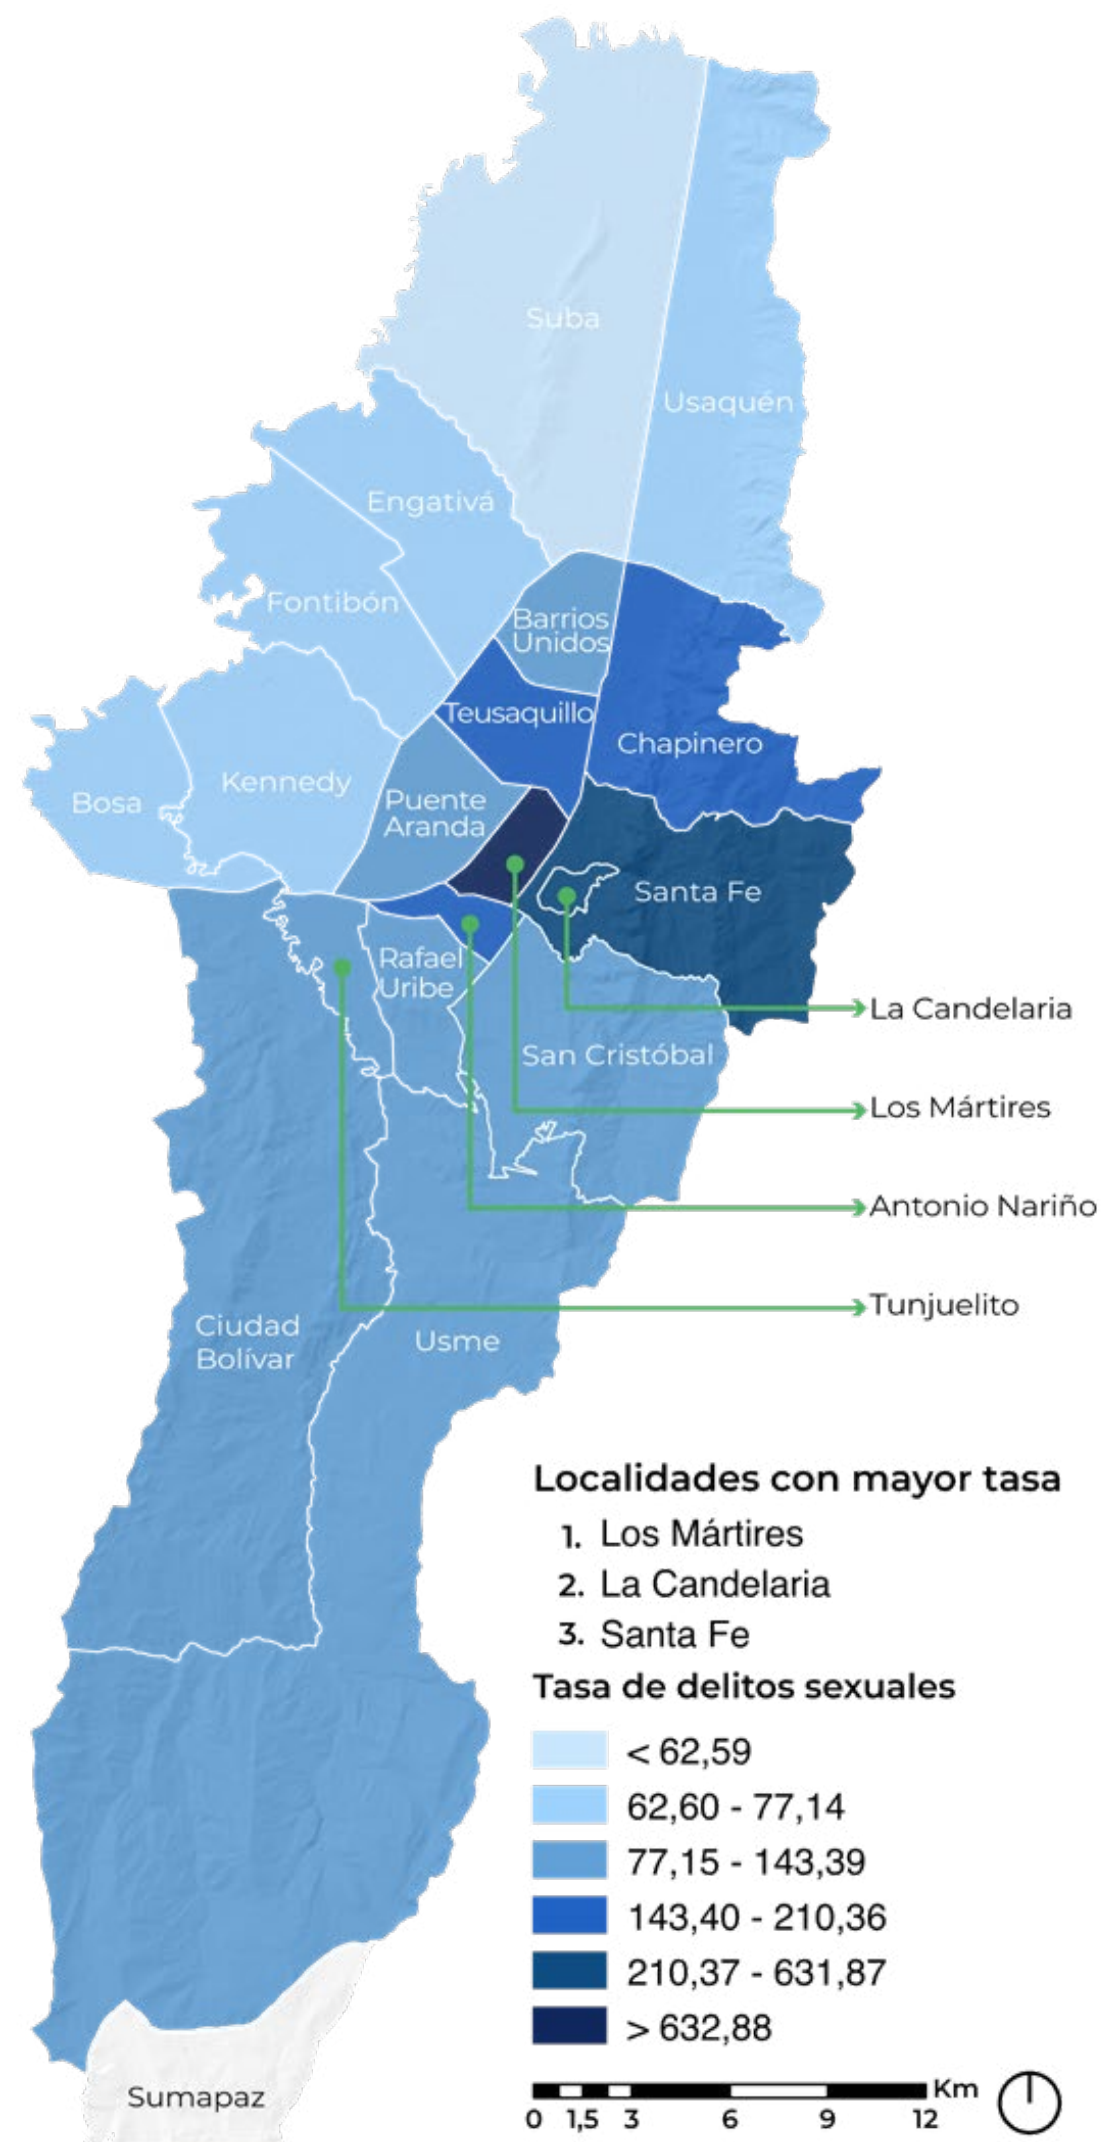 Suba
Usaquén
Engativá
Fontibón
Barrios
Unidos
Teusaquillo
Chapinero
Kennedy
Bosa
Puente
Aranda
Santa Fe
Rafael
Uribe
La Candelaria
San Cristóbal
Los Mártires
Antonio Nariño
Tunjuelito
Ciudad
Bolívar
Usme
Localidades con mayor tasa
1. Los Mártires
2. La Candelaria
3. Santa Fe
Tasa de delitos sexuales
< 62,59
62,60 - 77,14
77,15 - 143,39
143,40 - 210,36
210,37 - 631,87
> 632,88
Sumapaz
Km
0 1,5 3 6 9 12